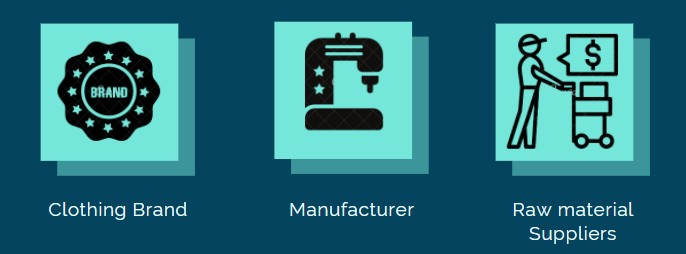 BRAND
$
Clothing Brand
Manufacturer
Raw material
Suppliers